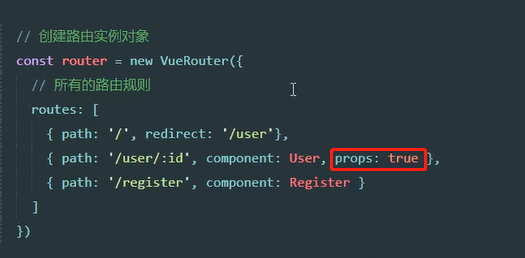 // 创建路由实例对象
const router = new VueRouter({
// 所有的路由规则
routes: [
{ path: '/', redirect: '/user'},
{ path: '/user/:id', component: User, props: true },
{ path: '/register', component: Register }
]
})